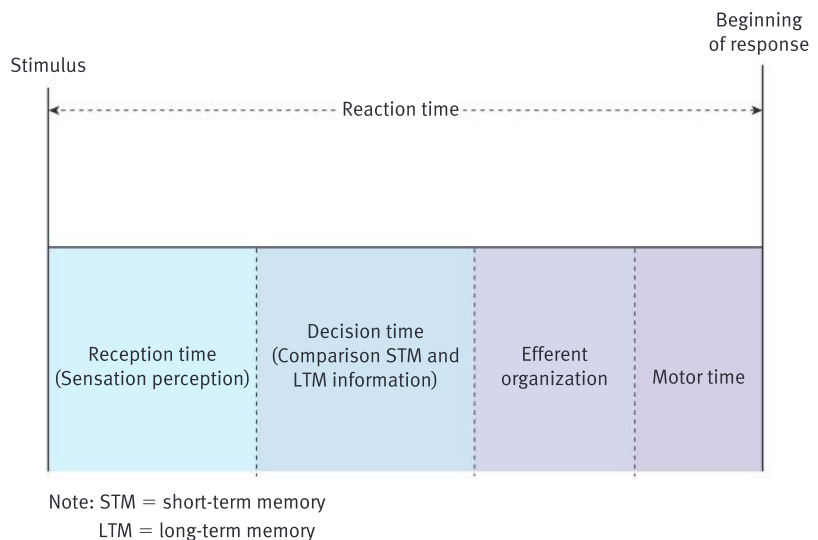 Stimulus
Beginning
of response
Reaction time
Reception time
(Sensation perception)
Decision time
(Comparison STM and
LTM information)
Efferent
organization
Motor time
Note: STM = short-term memory
LTM = long-term memory